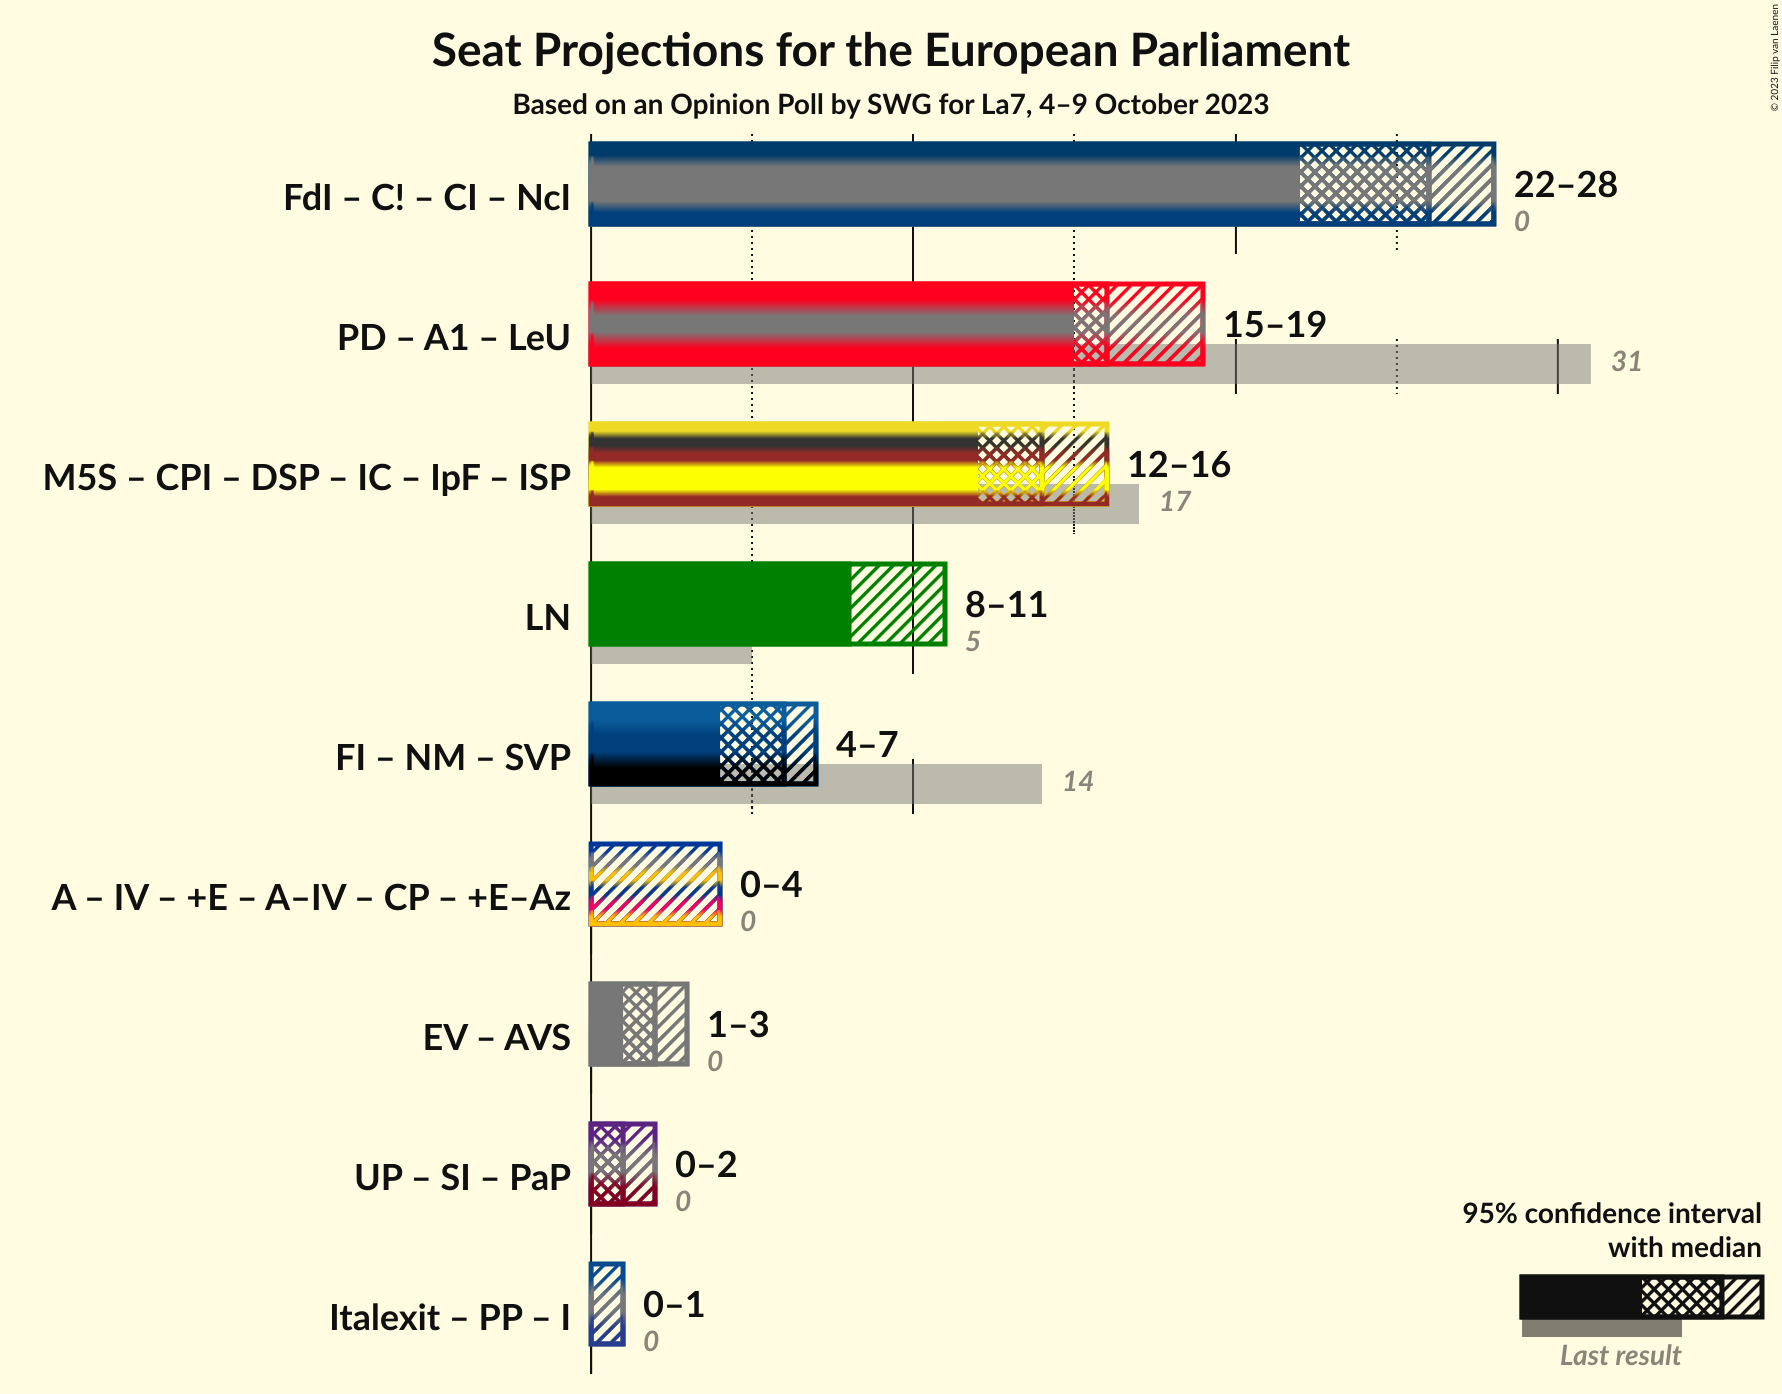 © 2023 Filip van Laenen
Seat Projections for the European Parliament
Based on an Opinion Poll by SWG for La7, 4–9 October 2023
FdI – C! – CI – NcI
22–28
0
PD – A1 – LeU
15–19
31
M5S – CPI – DSP – IC – IpF – ISP
12–16
17
LN
8–11
5
FI – NM – SVP
4–7
14
A – IV – +E – A–IV – CP – +E–Az
0–4
0
EV – AVS
1–3
0
UP – SI – PaP
0–2
0
Italexit – PP – I
0–1
0
95% confidence interval
with median
Last result